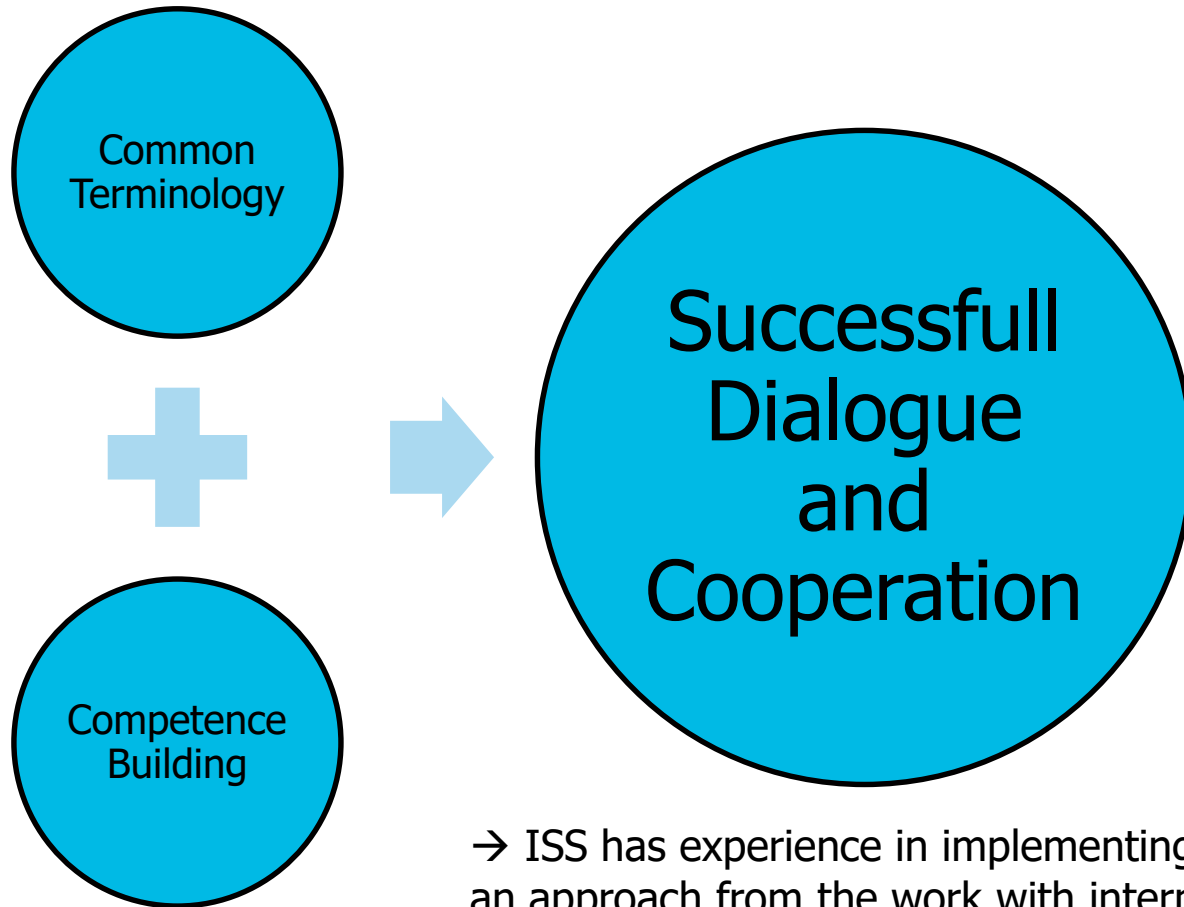 Common
Terminology
Competence
Building
Successfull
Dialogue
and
Cooperation
→ ISS has experience in implementing
an approach from the work with